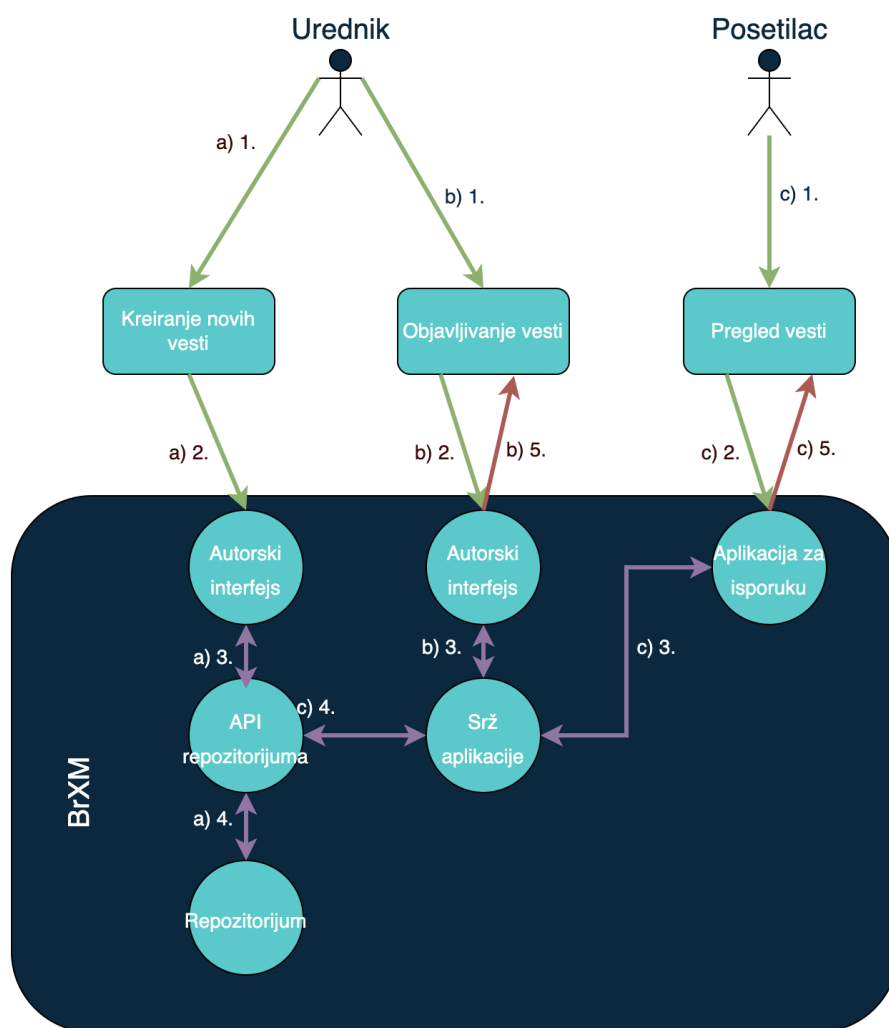 Urednik
Posetilac
a) 1.
b) 1.
c) 1.
Kreiranje novih
vesti
Objavljivanje vesti
Pregled vesti
a) 2.
b) 2.
b) 5.
c) 2.
c) 5.
Autorski
interfejs
Autorski
interfejs
Aplikacija za
isporuku
a) 3.
b) 3.
c) 3.
API
repozitorijuma
c) 4.
Srž
aplikacije
BrXM
a) 4.
Repozitorijum